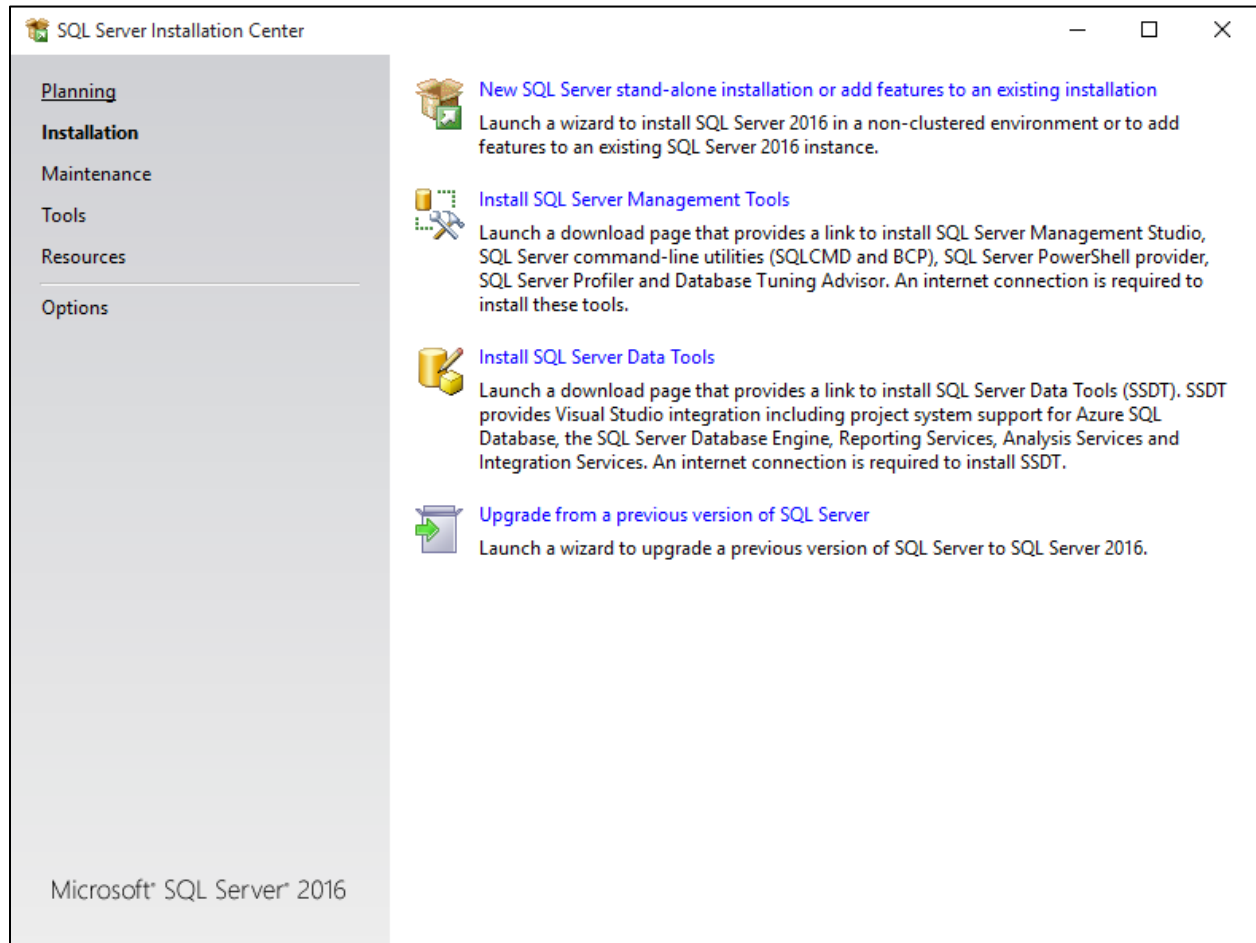 SQL Server Installation Center
Planning
Installation
Maintenance
Tools
Resources
Options
New SQL Server stand-alone installation or add features to an existing installation
Launch a wizard to install SQL Server 2016 in a non-clustered environment or to add
features to an existing SQL Server 2016 instance.
Install SQL Server Management Tools
Launch a download page that provides a link to install SQL Server Management Studio,
SQL Server command-line utilities (SQLCMD and BCP), SQL Server PowerShell provider,
SQL Server Profiler and Database Tuning Advisor. An internet connection is required to
install these tools.
Install SQL Server Data Tools
Launch a download page that provides a link to install SQL Server Data Tools (SSDT). SSDT
provides Visual Studio integration including project system support for Azure SQL
Database, the SQL Server Database Engine, Reporting Services, Analysis Services and
Integration Services. An internet connection is required to install SSDT.
Upgrade from a previous version of SQL Server
Launch a wizard to upgrade a previous version of SQL Server to SQL Server 2016.
Microsoft® SQL Server® 2016